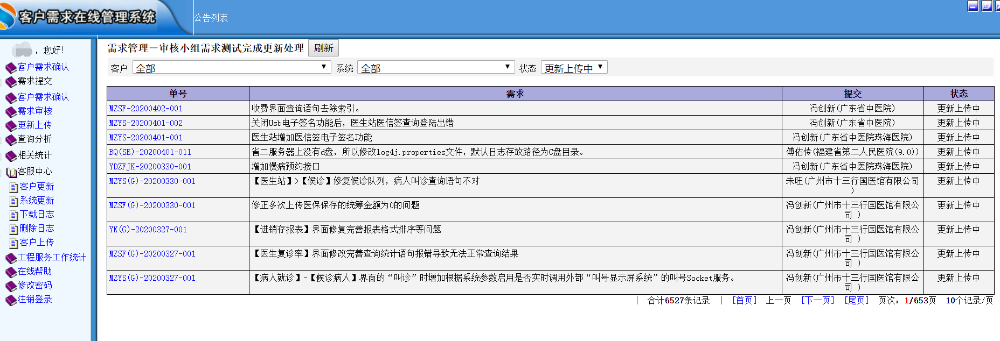 客户需求在线管理系统
公告列表
，您好！
客户需求确认
需求提交
客户需求确认
需求审核
更新上传
查询分析
相关统计
客服中心
客户更新
系统更新
下载日志
删除日志
客户上传
工程服务工作统计
在线帮助
修改密码
注销登录
需求管理－审核小组需求测试完成更新处理 刷新
客户 全部 系统 全部 状态 更新上传中
单号 需求 提交 状态
MZSF-20200402-001 收费界面查询语句去除索引。 冯创新(广东省中医院) 更新上传中
MZYS-20200401-002 关闭Usb电子签名功能后，医生站医信签查询登陆出错 冯创新(广东省中医院) 更新上传中
MZYS-20200401-001 医生站增加医信签电子签名功能 冯创新(广东省中医院珠海医院) 更新上传中
BQ(SE)-20200401-011 省二服务器上没有d盘，所以修改log4j.properties文件，默认日志存放路径为C盘目录。 傅佑传(福建省第二人民医院(9.0)) 更新上传中
YDZFJK-20200330-001 增加慢病预约接口 冯创新(广东省中医院珠海医院) 更新上传中
MZYS(G)-20200330-001 【医生站】>【候诊】修复候诊队列，病人叫诊查询语句不对 朱旺(广州市十三行国医馆有限公司 更新上传中
)
MZSF(G)-20200330-001 修正多次上传医保保存的统筹金额为0的问题 冯创新(广州市十三行国医馆有限公 更新上传中
司 )
YK(G)-20200327-001 【进销存报表】界面修复完善报表格式排序等问题 冯创新(广州市十三行国医馆有限公 更新上传中
司 )
MZSF(G)-20200327-001 【医生复诊率】界面修改完善查询统计语句报错导致无法正常查询结果 冯创新(广州市十三行国医馆有限公 更新上传中
司 )
MZYS(G)-20200327-001 【病人就诊】-【候诊病人】界面的“叫诊”时增加根据系统参数启用是否实时调用外部“叫号显示屏系统”的叫号Socket服务。 冯创新(广州市十三行国医馆有限公 更新上传中
司 )
| 合计6527条记录 | [首页] 上一页 [下一页] [尾页] 页次：1/653页 10个记录/页